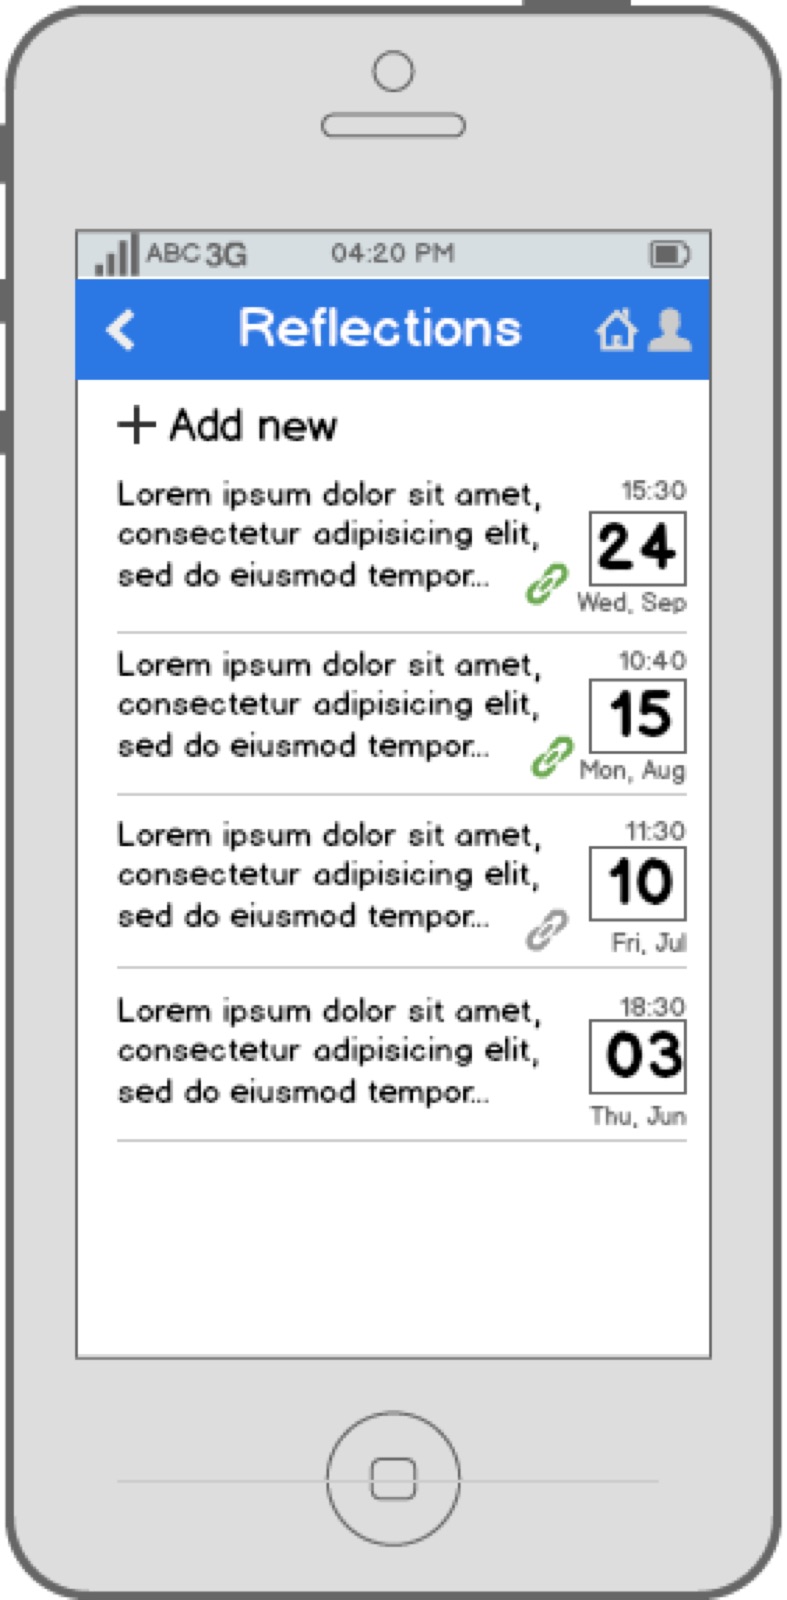 ABC 3G 04:20 PM
Reflections
+ Add new
Lorem ipsum dolor sit amet,
consectetur adipisicing elit,
sed do eiusmod tempor...
15:30
24
Wed, Sep
Lorem ipsum dolor sit amet,
consectetur adipisicing elit,
sed do eiusmod tempor...
10:40
15
Mon, Aug
Lorem ipsum dolor sit amet,
consectetur adipisicing elit,
sed do eiusmod tempor...
11:30
10
Fri, Jul
Lorem ipsum dolor sit amet,
consectetur adipisicing elit,
sed do eiusmod tempor...
18:30
03
Thu, Jun